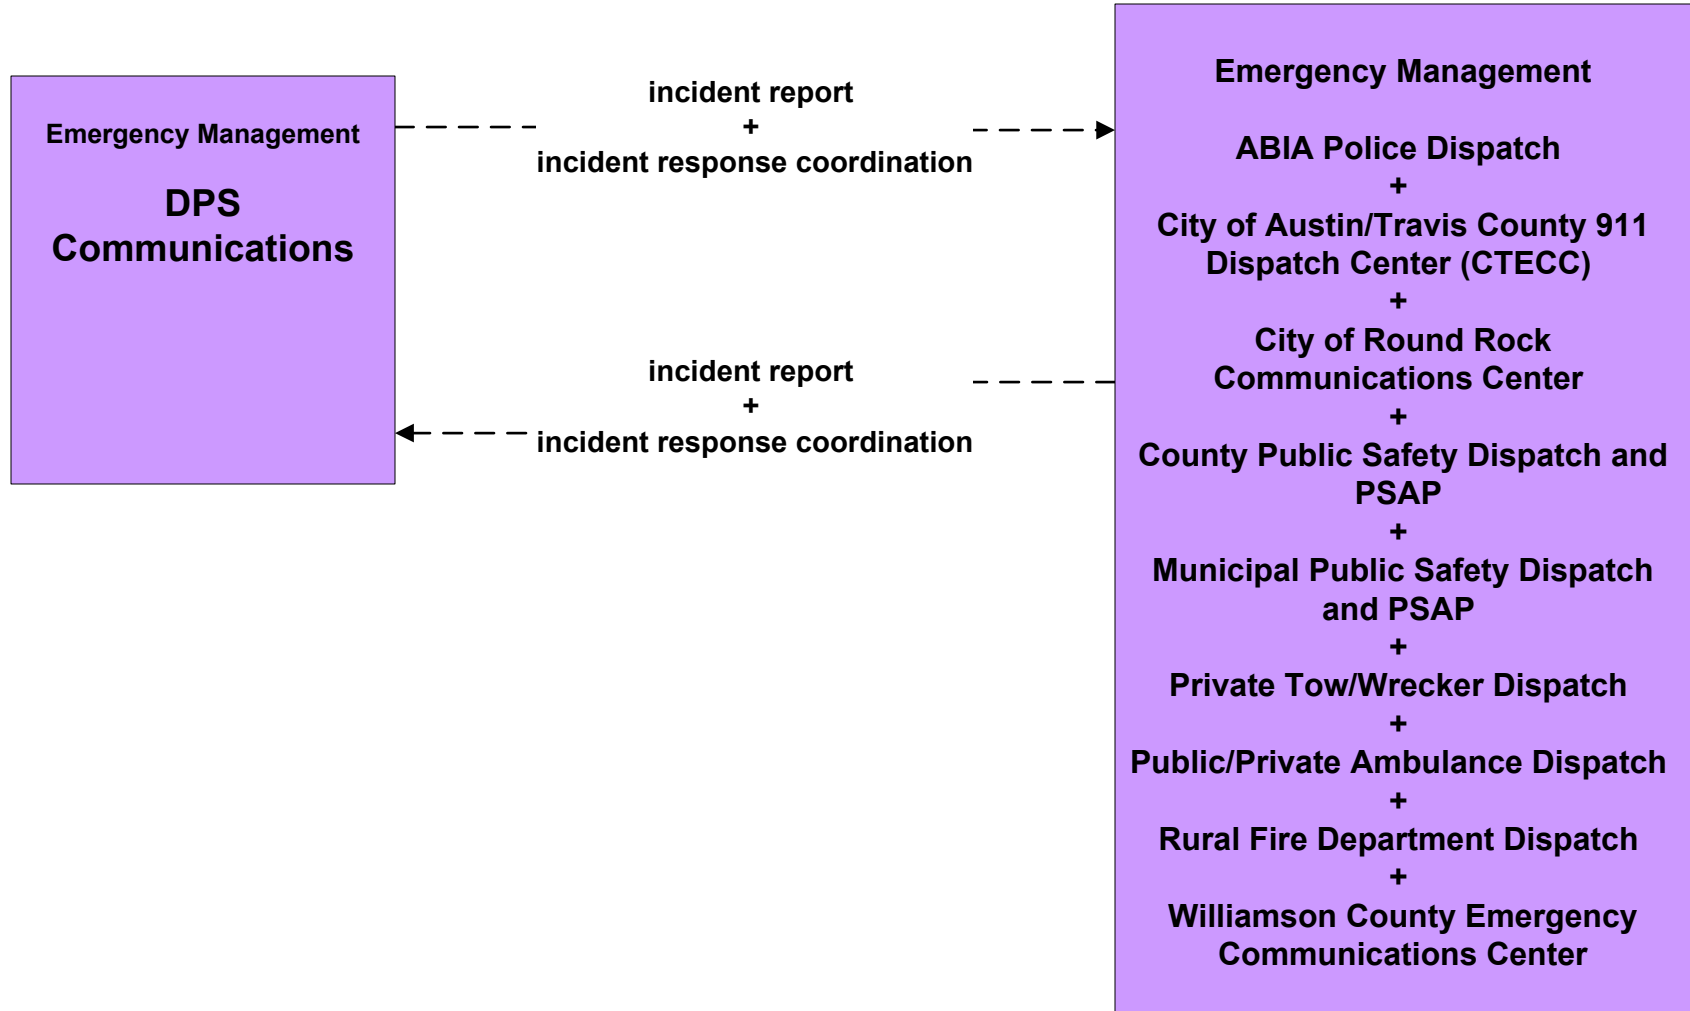 Emergency Management
DPS
Communications
incident report
+
incident response coordination
incident report
+
incident response coordination
Emergency Management
ABIA Police Dispatch
+
City of Austin/Travis County 911
Dispatch Center (CTECC)
+
City of Round Rock
Communications Center
+
County Public Safety Dispatch and
PSAP
+
Municipal Public Safety Dispatch
and PSAP
+
Private Tow/Wrecker Dispatch
+
Public/Private Ambulance Dispatch
+
Rural Fire Department Dispatch
+
Williamson County Emergency
Communications Center